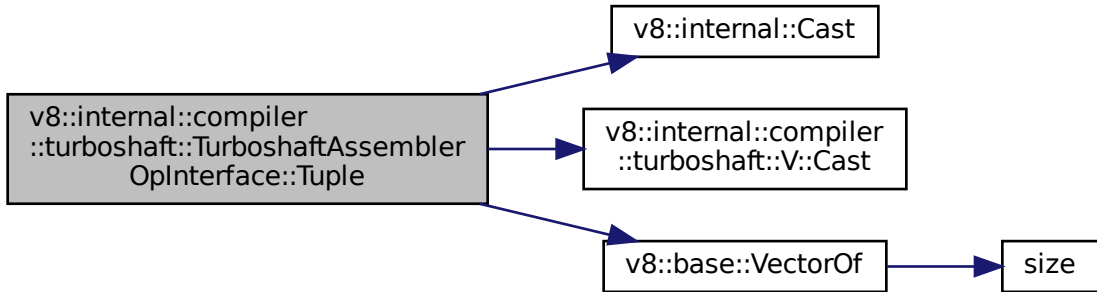 v8::internal::compiler
::turboshaft::TurboshaftAssembler
OpInterface::Tuple
v8::internal::Cast
v8::internal::compiler
::turboshaft::V::Cast
v8::base::VectorOf
size